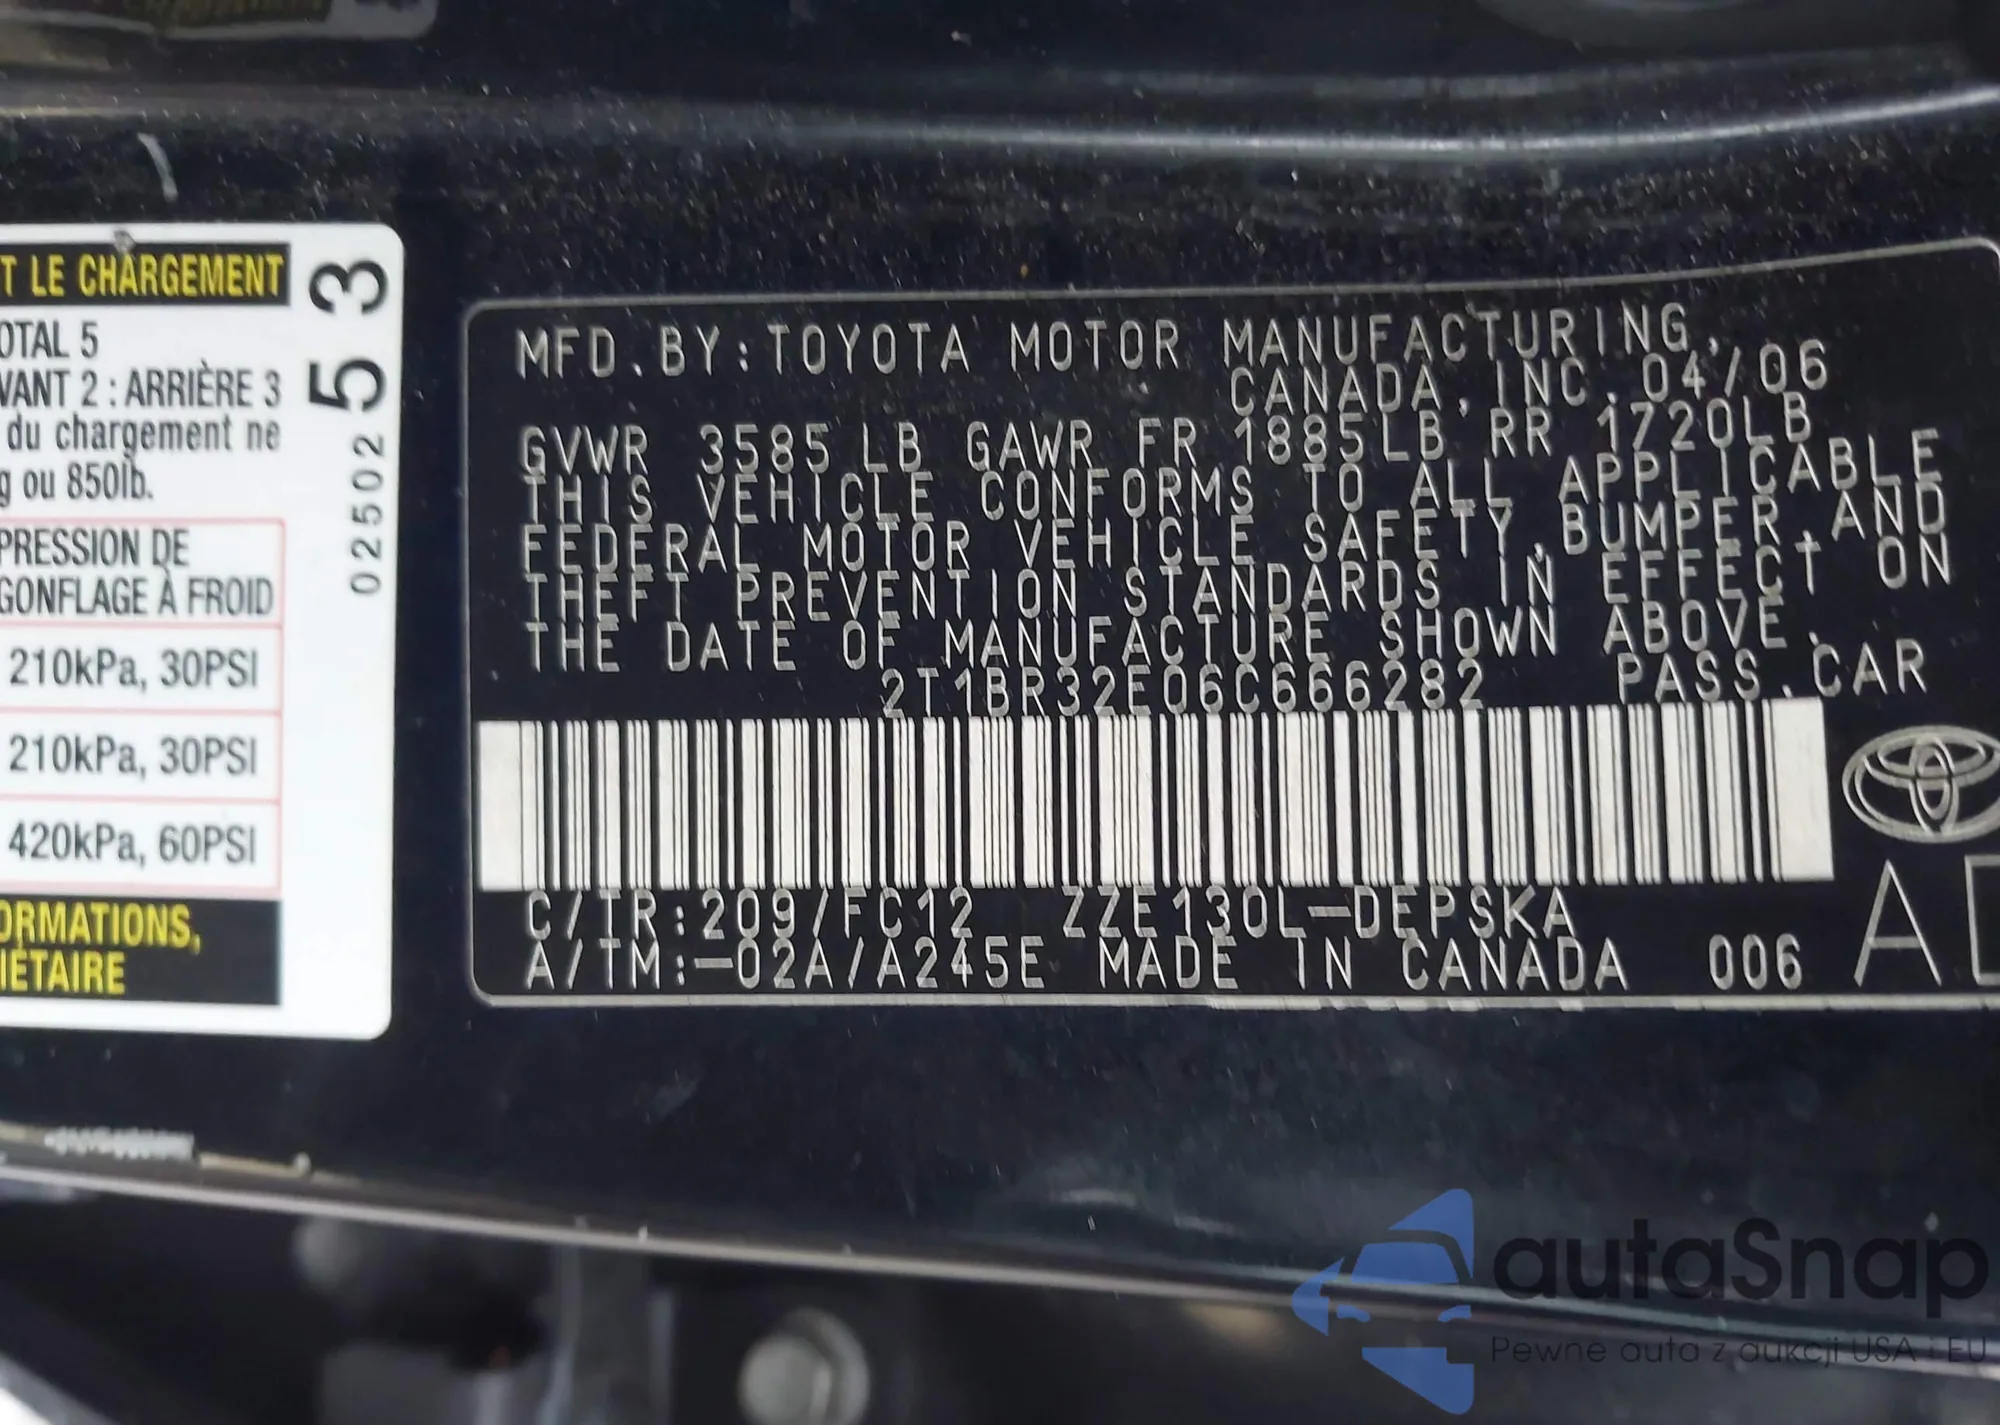 T LE CHARGEMENT
OTAL 5
VANT 2 : ARRIÈRE 3
du chargement ne
g ou 850lb.
PRESSION DE
GONFLAGE À FROID
210kPa, 30PSI
210kPa, 30PSI
420kPa, 60PSI
ORMATIONS,
IÉTAIRE
02502 5 3
MFD.BY:TOYOTA MOTOR MANUFACTURING,
CANADA,INC.04/06
GVWR 3585LB GAWR FR 1885LB RR 1720LB
THIS VEHICLE CONFORMS TO ALL APPLICABLE
FEDERAL MOTOR VEHICLE SAFETY,BUMPER,AND
THEFT PREVENTION STANDARDS IN EFFECT ON
THE DATE OF MANUFACTURE SHOWN ABOVE.
2T1BR32E06C666282 PASS.CAR
C/TR:209/FC12 ZZE130L-DEPSKA
A/TM:-02A/A245E MADE IN CANADA 006
A
autaSnap
Pewne auta z aukcji USA i EU